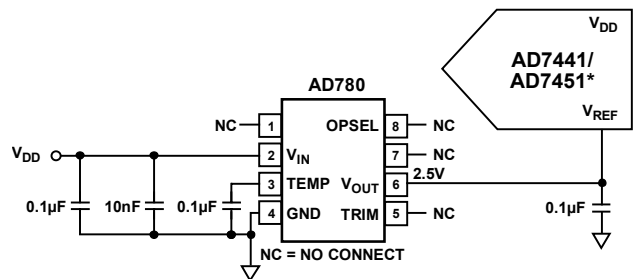 VDD
AD7441/
AD7451*
VREF
AD780
NC 1 OPSEL 8 NC
VDD 2 VIN 7 NC
3 TEMP VOUT 6 2.5V
4 GND TRIM 5 NC
0.1µF 10nF 0.1µF 0.1µF
NC = NO CONNECT